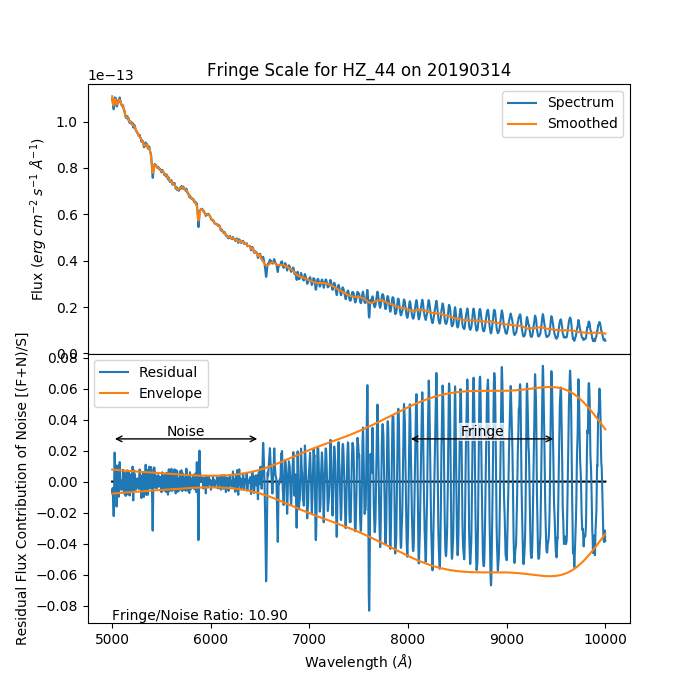 Fringe Scale for HZ_44 on 20190314
1e−13
Spectrum
Smoothed
1.0
0.8
0.6
0.4
0.2
0.0
Flux (erg cm⁻² s⁻¹ Å⁻¹)
Residual
Envelope
Noise
Fringe
0.08
0.06
0.04
0.02
0.00
−0.02
−0.04
−0.06
−0.08
Residual Flux Contribution of Noise [(F+N)/S]
Fringe/Noise Ratio: 10.90
5000 6000 7000 8000 9000 10000
Wavelength (Å)